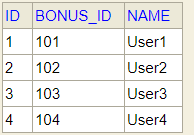 ID BONUS_ID NAME
1 101 User1
2 102 User2
3 103 User3
4 104 User4